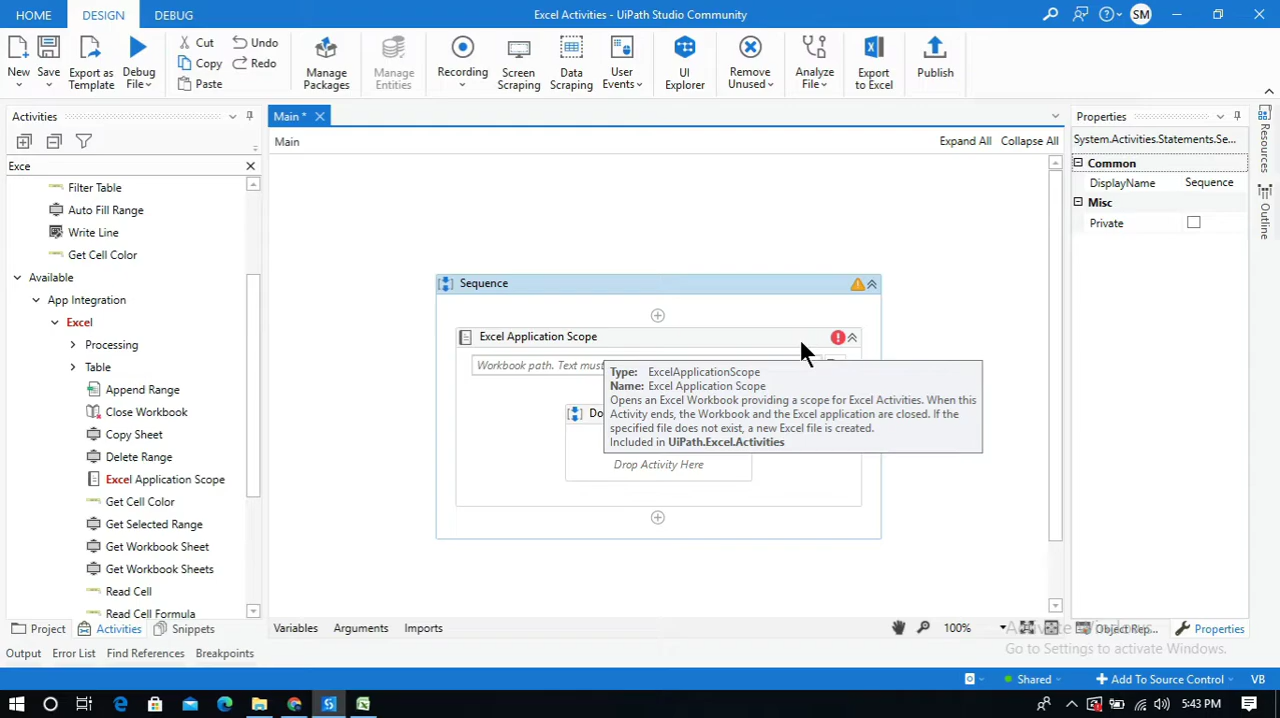 HOME
DESIGN
DEBUG
Excel Activities - UiPath Studio Community
SM
New
Save
Export as Template
Debug File
Cut
Copy
Paste
Undo
Redo
Manage Packages
Manage Entities
Recording
Screen Scraping
Data Scraping
User Events
UI Explorer
Remove Unused
Analyze File
Export to Excel
Publish
Activities
Exce
Filter Table
Auto Fill Range
Write Line
Get Cell Color
Available
App Integration
Excel
Processing
Table
Append Range
Close Workbook
Copy Sheet
Delete Range
Excel Application Scope
Get Cell Color
Get Selected Range
Get Workbook Sheet
Get Workbook Sheets
Read Cell
Read Cell Formula
Project
Activities
Snippets
Main *
Main
Expand All
Collapse All
Sequence
Excel Application Scope
Workbook path. Text must
Do
Drop Activity Here
Type: ExcelApplicationScope
Name: Excel Application Scope
Opens an Excel Workbook providing a scope for Excel Activities. When this
Activity ends, the Workbook and the Excel application are closed. If the
specified file does not exist, a new Excel file is created.
Included in UiPath.Excel.Activities
Variables
Arguments
Imports
100%
Properties
System.Activities.Statements.Se...
Common
DisplayName
Sequence
Misc
Private
Resources
Outline
Object Rep...
Properties
Activate Windows
Go to Settings to activate Windows.
Output
Error List
Find References
Breakpoints
Shared
Add To Source Control
VB
5:43 PM